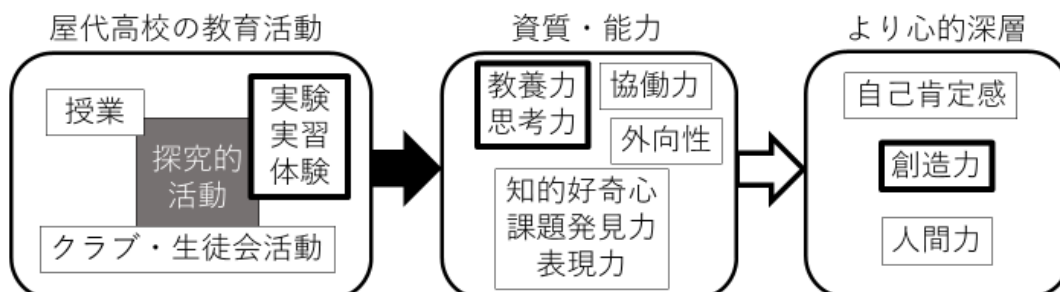 屋代高校の教育活動
授業
実験
実習
体験
探究的
活動
クラブ・生徒会活動
資質・能力
教養力
思考力
協働力
外向性
知的好奇心
課題発見力
表現力
より心的深層
自己肯定感
創造力
人間力